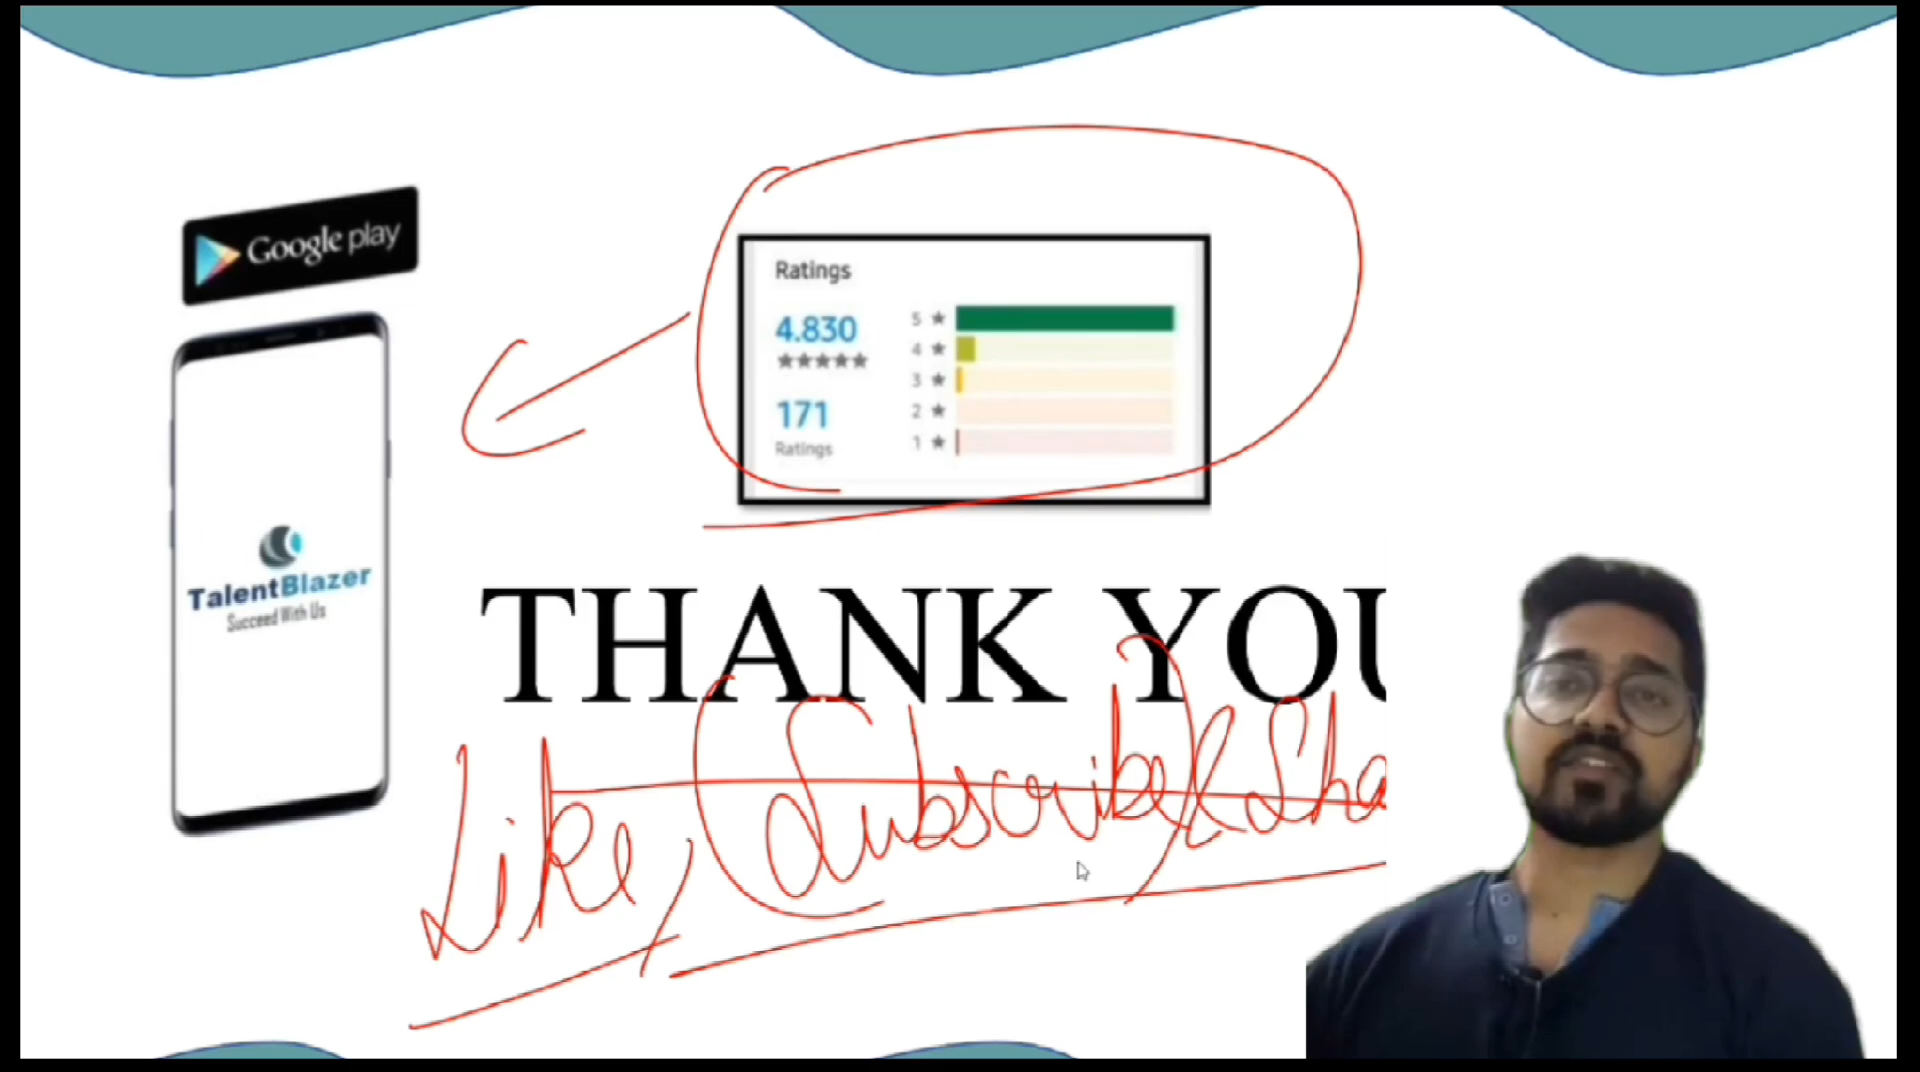 Google play
Ratings
4.830
★★★★★
171
Ratings
5 ★
4 ★
3 ★
2 ★
1 ★
TalentBlazer
Succeed With Us
THANK YOU
Like, Subscribe & Sha